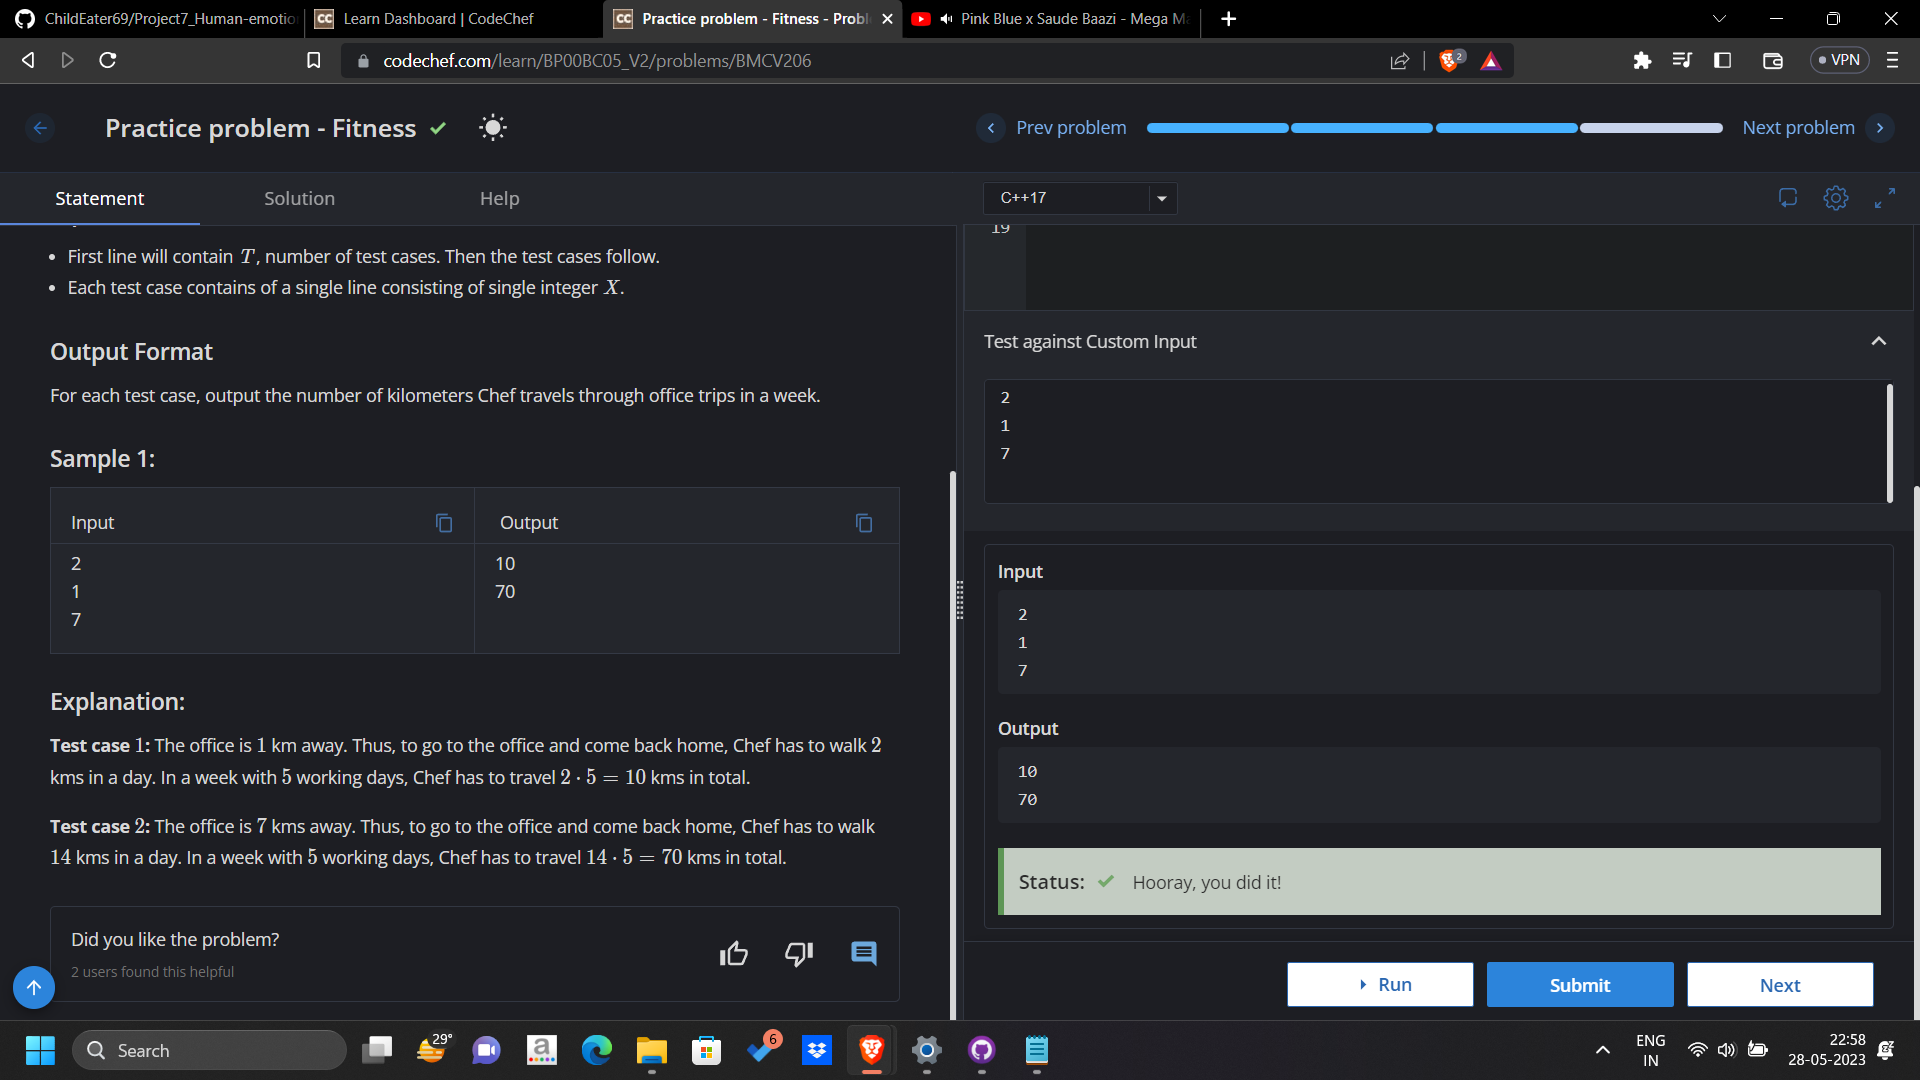 ChildEater69/Project7_Human-emotio
Learn Dashboard | CodeChef
Practice problem - Fitness - Probl
Pink Blue x Saude Baazi - Mega M
codechef.com/learn/BP00BC05_V2/problems/BMCV206
2
VPN
Practice problem - Fitness
Prev problem
Next problem
Statement
Solution
Help
C++17
• First line will contain T, number of test cases. Then the test cases follow.
• Each test case contains of a single line consisting of single integer X.
Output Format
For each test case, output the number of kilometers Chef travels through office trips in a week.
Sample 1:
Input
Output
2
1
7
10
70
Explanation:
Test case 1: The office is 1 km away. Thus, to go to the office and come back home, Chef has to walk 2
kms in a day. In a week with 5 working days, Chef has to travel 2 · 5 = 10 kms in total.
Test case 2: The office is 7 kms away. Thus, to go to the office and come back home, Chef has to walk
14 kms in a day. In a week with 5 working days, Chef has to travel 14 · 5 = 70 kms in total.
Did you like the problem?
2 users found this helpful
19
Test against Custom Input
2
1
7
Input
2
1
7
Output
10
70
Status: Hooray, you did it!
Run
Submit
Next
Search
29°
a
6
ENG
IN
22:58
28-05-2023